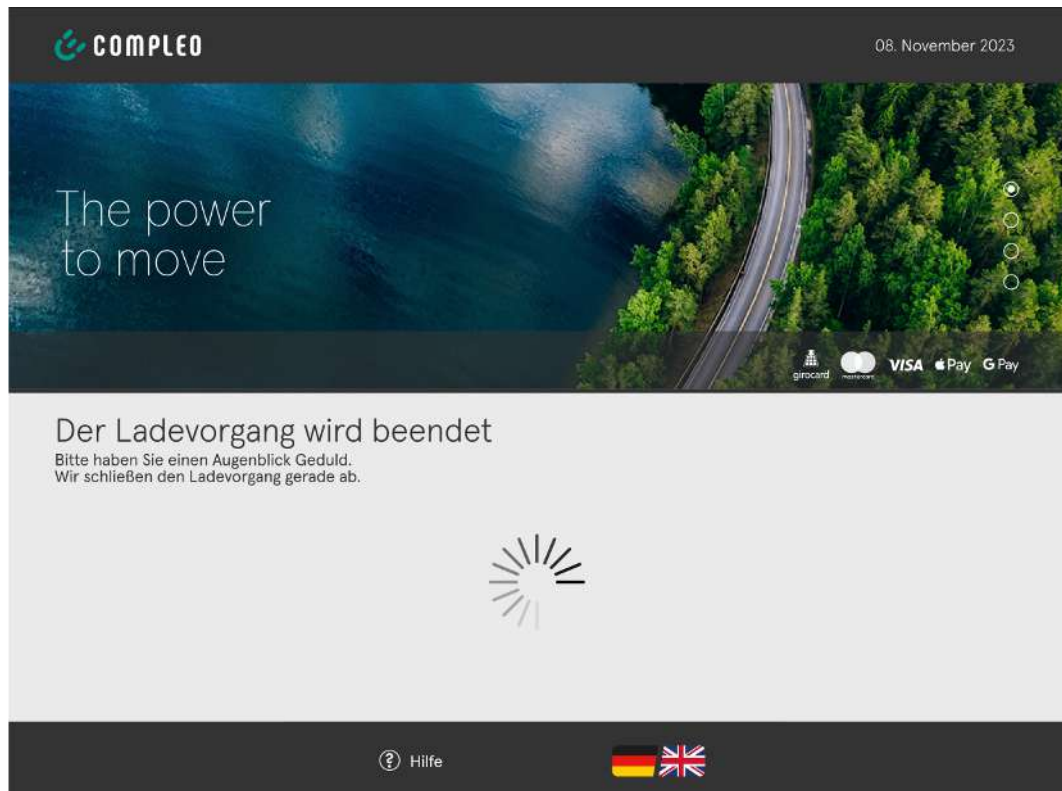 COMPLEO
08. November 2023
The power
to move
girocard mastercard VISA Pay G Pay
Der Ladevorgang wird beendet
Bitte haben Sie einen Augenblick Geduld.
Wir schließen den Ladevorgang gerade ab.
? Hilfe